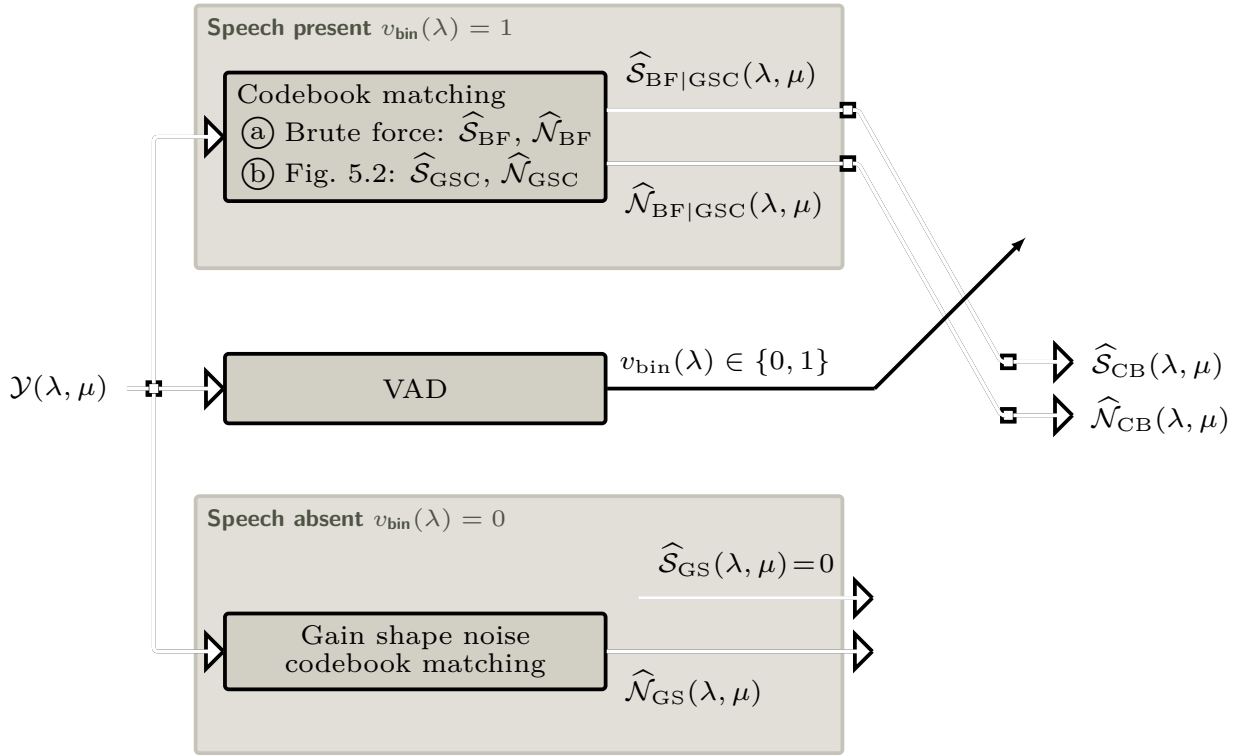 Speech present v_bin(λ) = 1
Codebook matching
ⓐ Brute force: Ŝ_BF, N̂_BF
ⓑ Fig. 5.2: Ŝ_GSC, N̂_GSC
Ŝ_BF|GSC(λ, μ)
N̂_BF|GSC(λ, μ)
Y(λ, μ)
VAD
v_bin(λ) ∈ {0, 1}
Ŝ_CB(λ, μ)
N̂_CB(λ, μ)
Speech absent v_bin(λ) = 0
Ŝ_GS(λ, μ) = 0
Gain shape noise
codebook matching
N̂_GS(λ, μ)